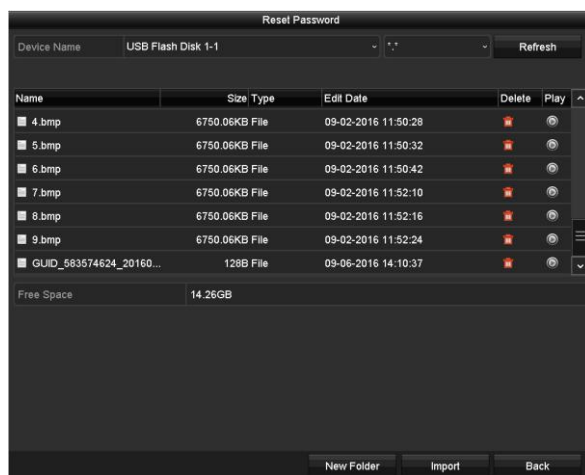 Reset Password
Device Name USB Flash Disk 1-1 *.* Refresh
Name Size Type Edit Date Delete Play
4.bmp 6750.06KB File 09-02-2016 11:50:28
5.bmp 6750.06KB File 09-02-2016 11:50:32
6.bmp 6750.06KB File 09-02-2016 11:50:42
7.bmp 6750.06KB File 09-02-2016 11:52:10
8.bmp 6750.06KB File 09-02-2016 11:52:16
9.bmp 6750.06KB File 09-02-2016 11:52:24
GUID_583574624_20160... 128B File 09-06-2016 14:10:37
Free Space 14.26GB
New Folder Import Back